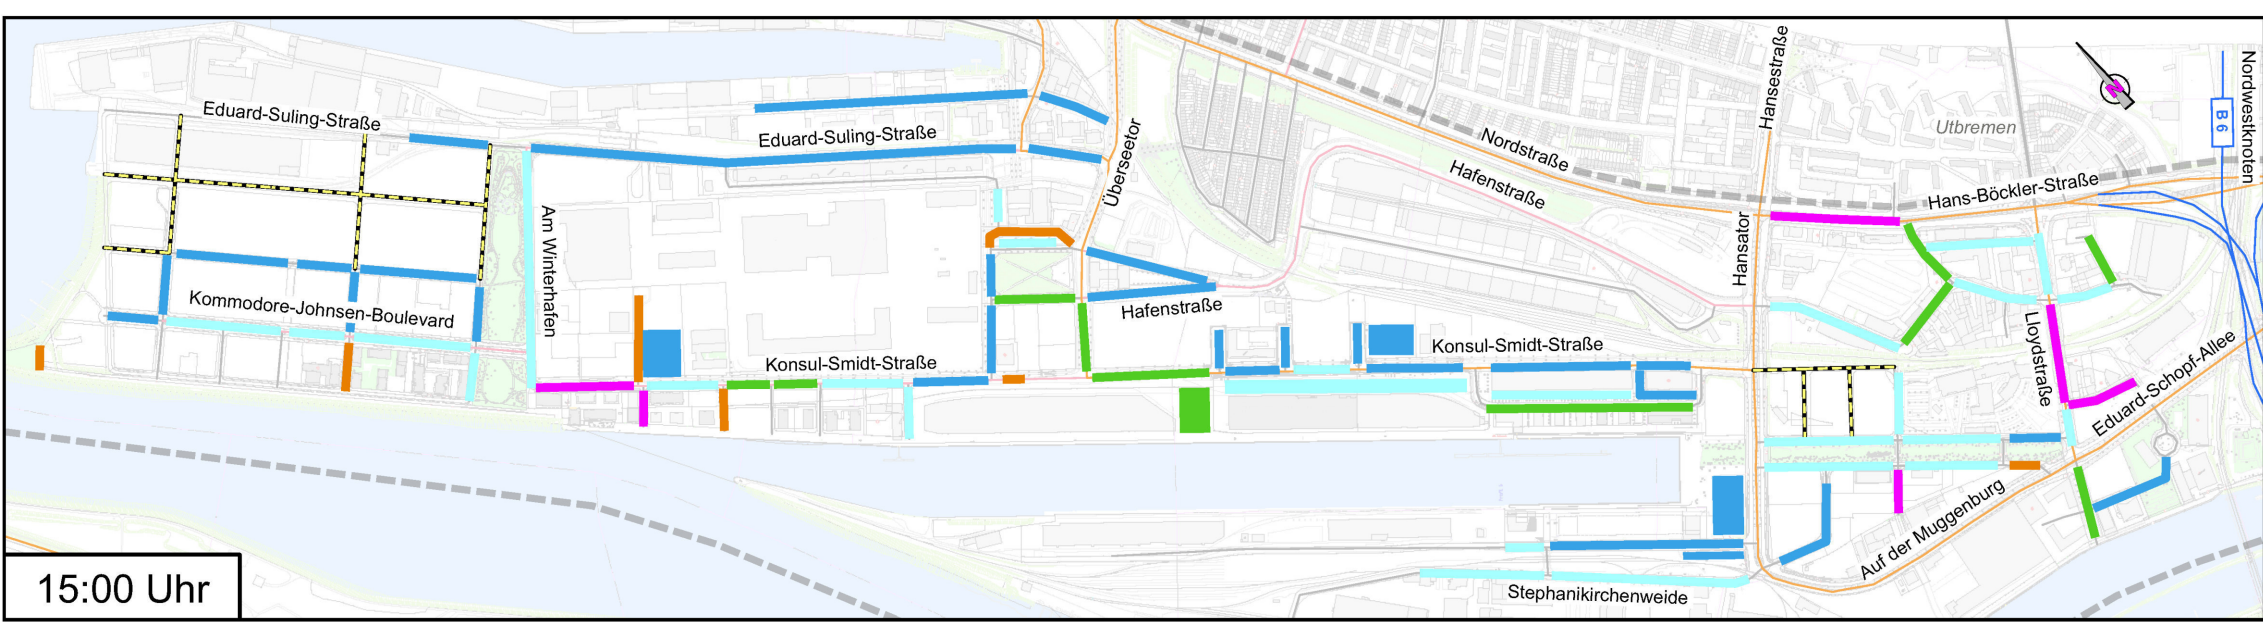 Eduard-Suling-Straße
Eduard-Suling-Straße
Überseetor
Nordstraße
Hafenstraße
Hansestraße
Hansator
Utbremen
Hans-Böckler-Straße
B 6
Nordwestknoten
N
Am Winterhafen
Kommodore-Johnsen-Boulevard
Hafenstraße
Konsul-Smidt-Straße
Konsul-Smidt-Straße
Lloydstraße
Eduard-Schopf-Allee
Auf der Muggenburg
Stephanikirchenweide
15:00 Uhr